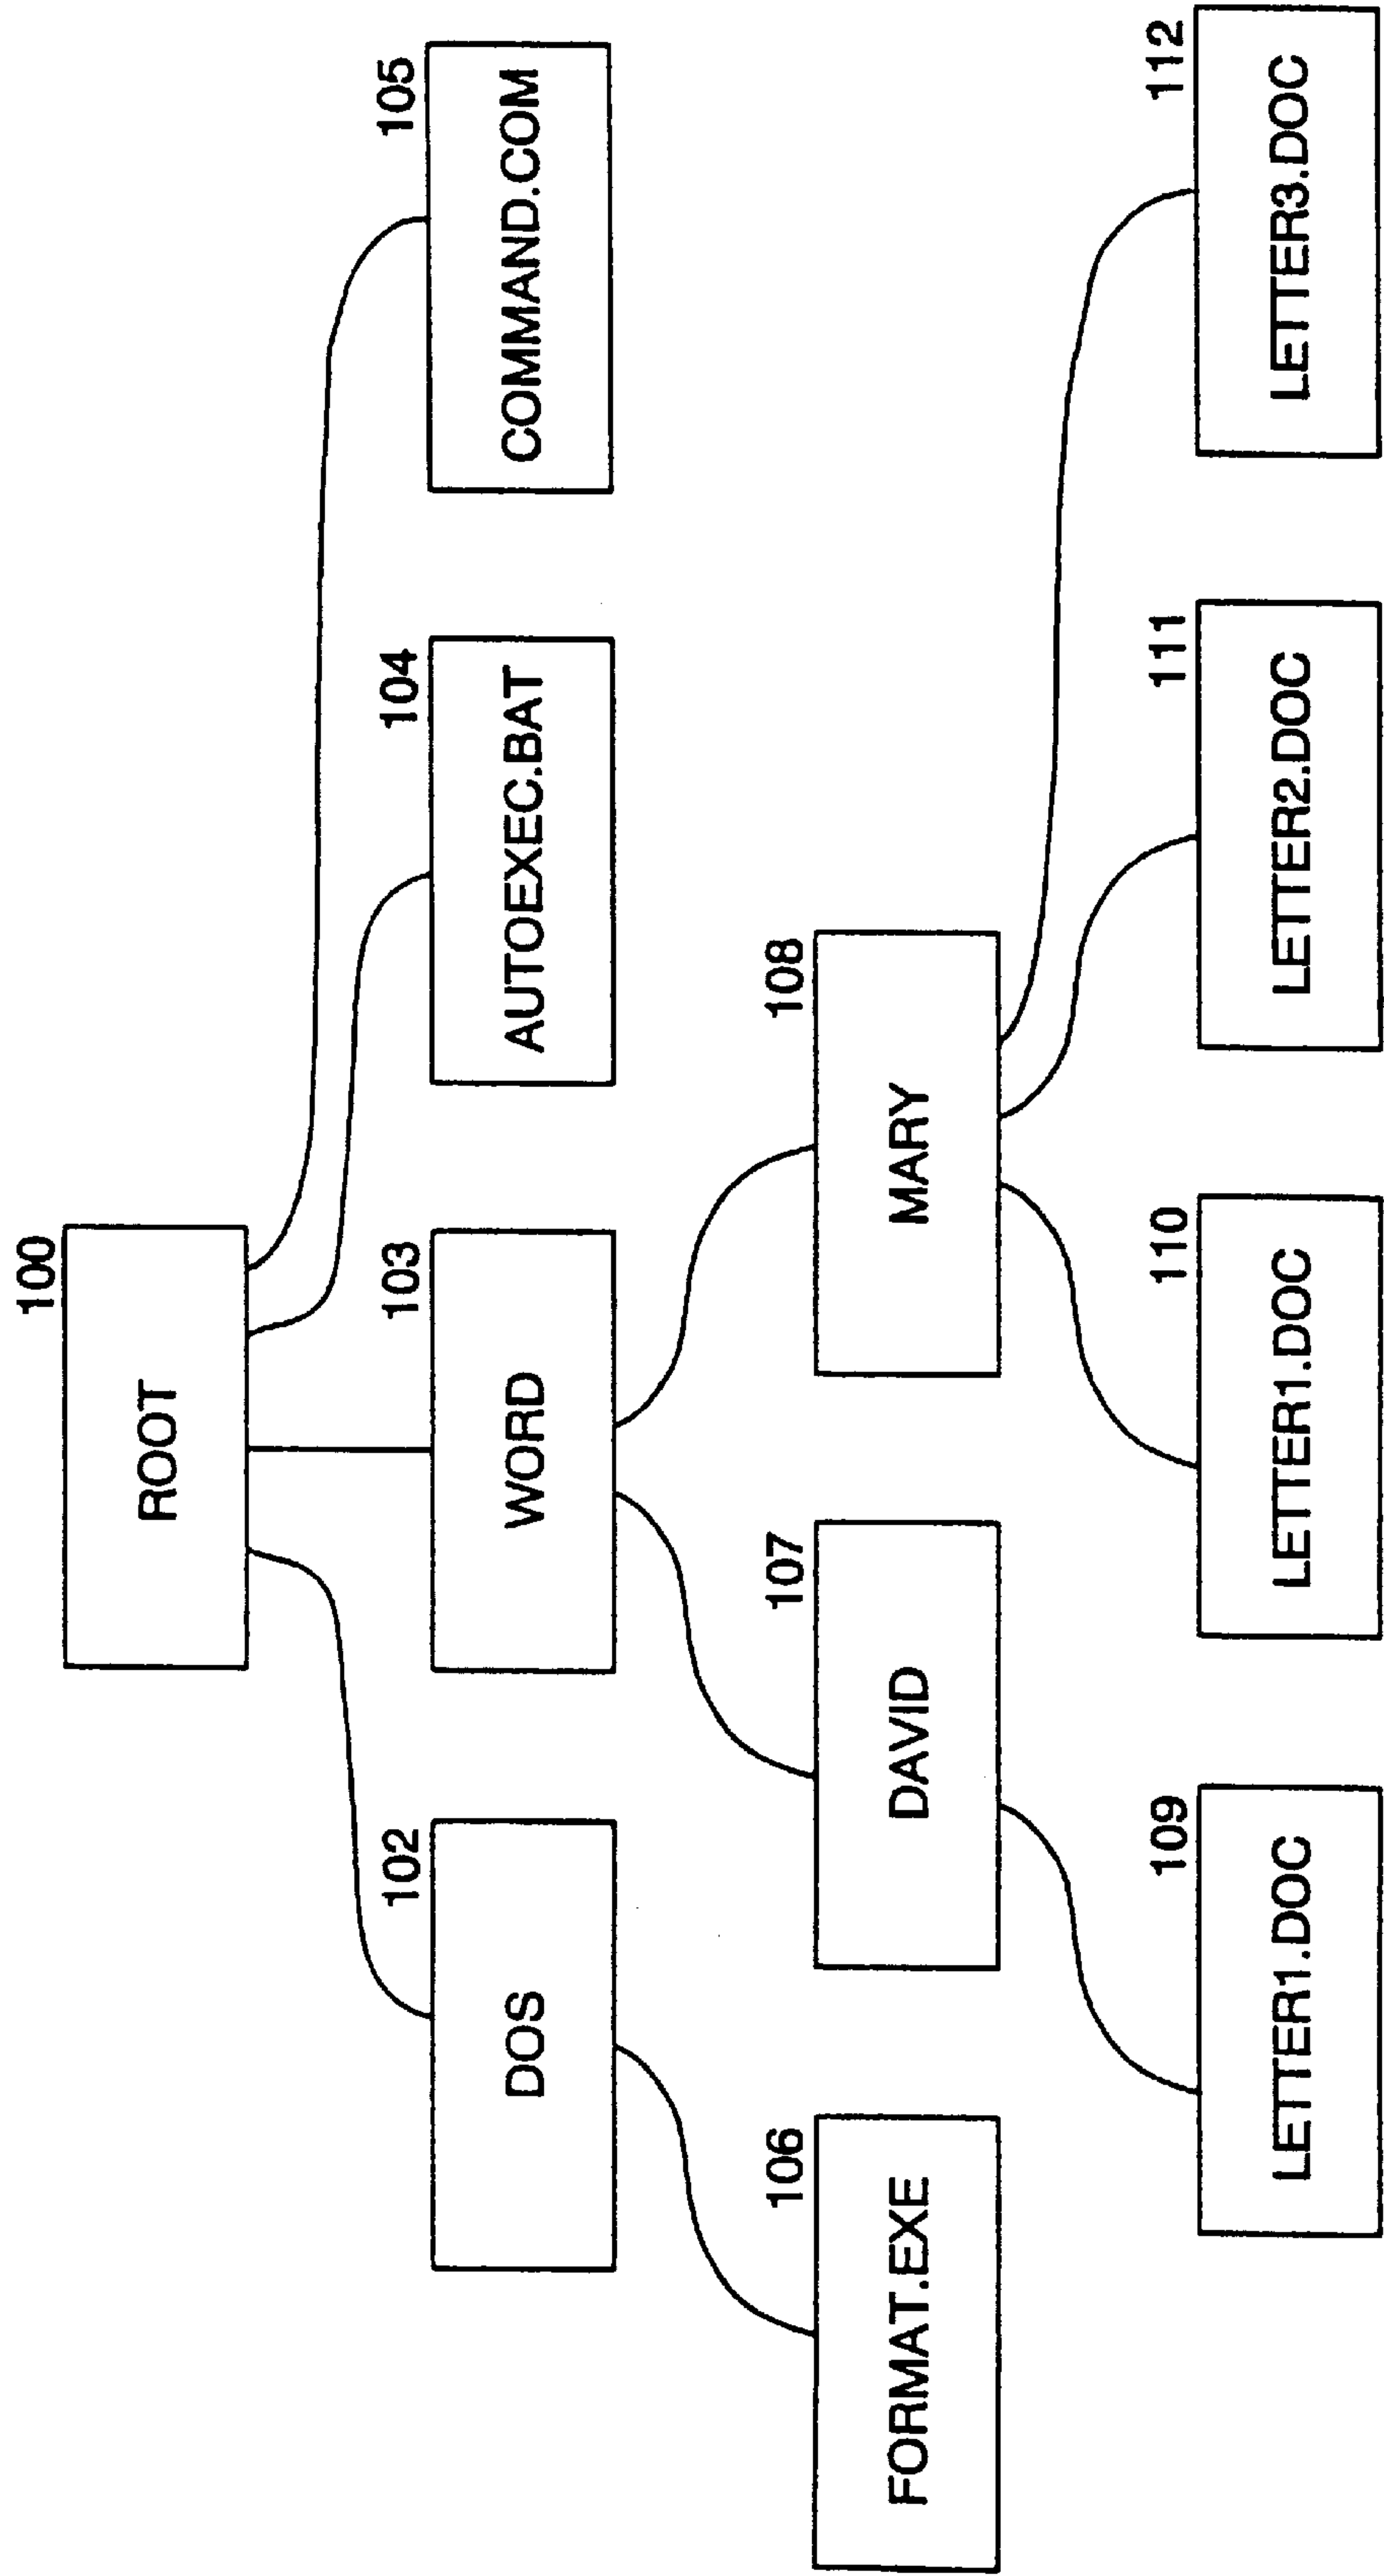 100
ROOT
102
DOS
103
WORD
104
AUTOEXEC.BAT
105
COMMAND.COM
106
FORMAT.EXE
107
DAVID
108
MARY
109
LETTER1.DOC
110
LETTER1.DOC
111
LETTER2.DOC
112
LETTER3.DOC